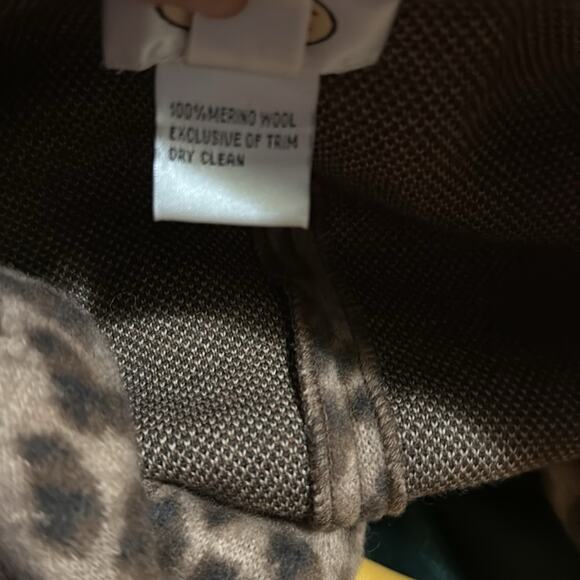 100% MERINO WOOL
EXCLUSIVE OF TRIM
DRY CLEAN